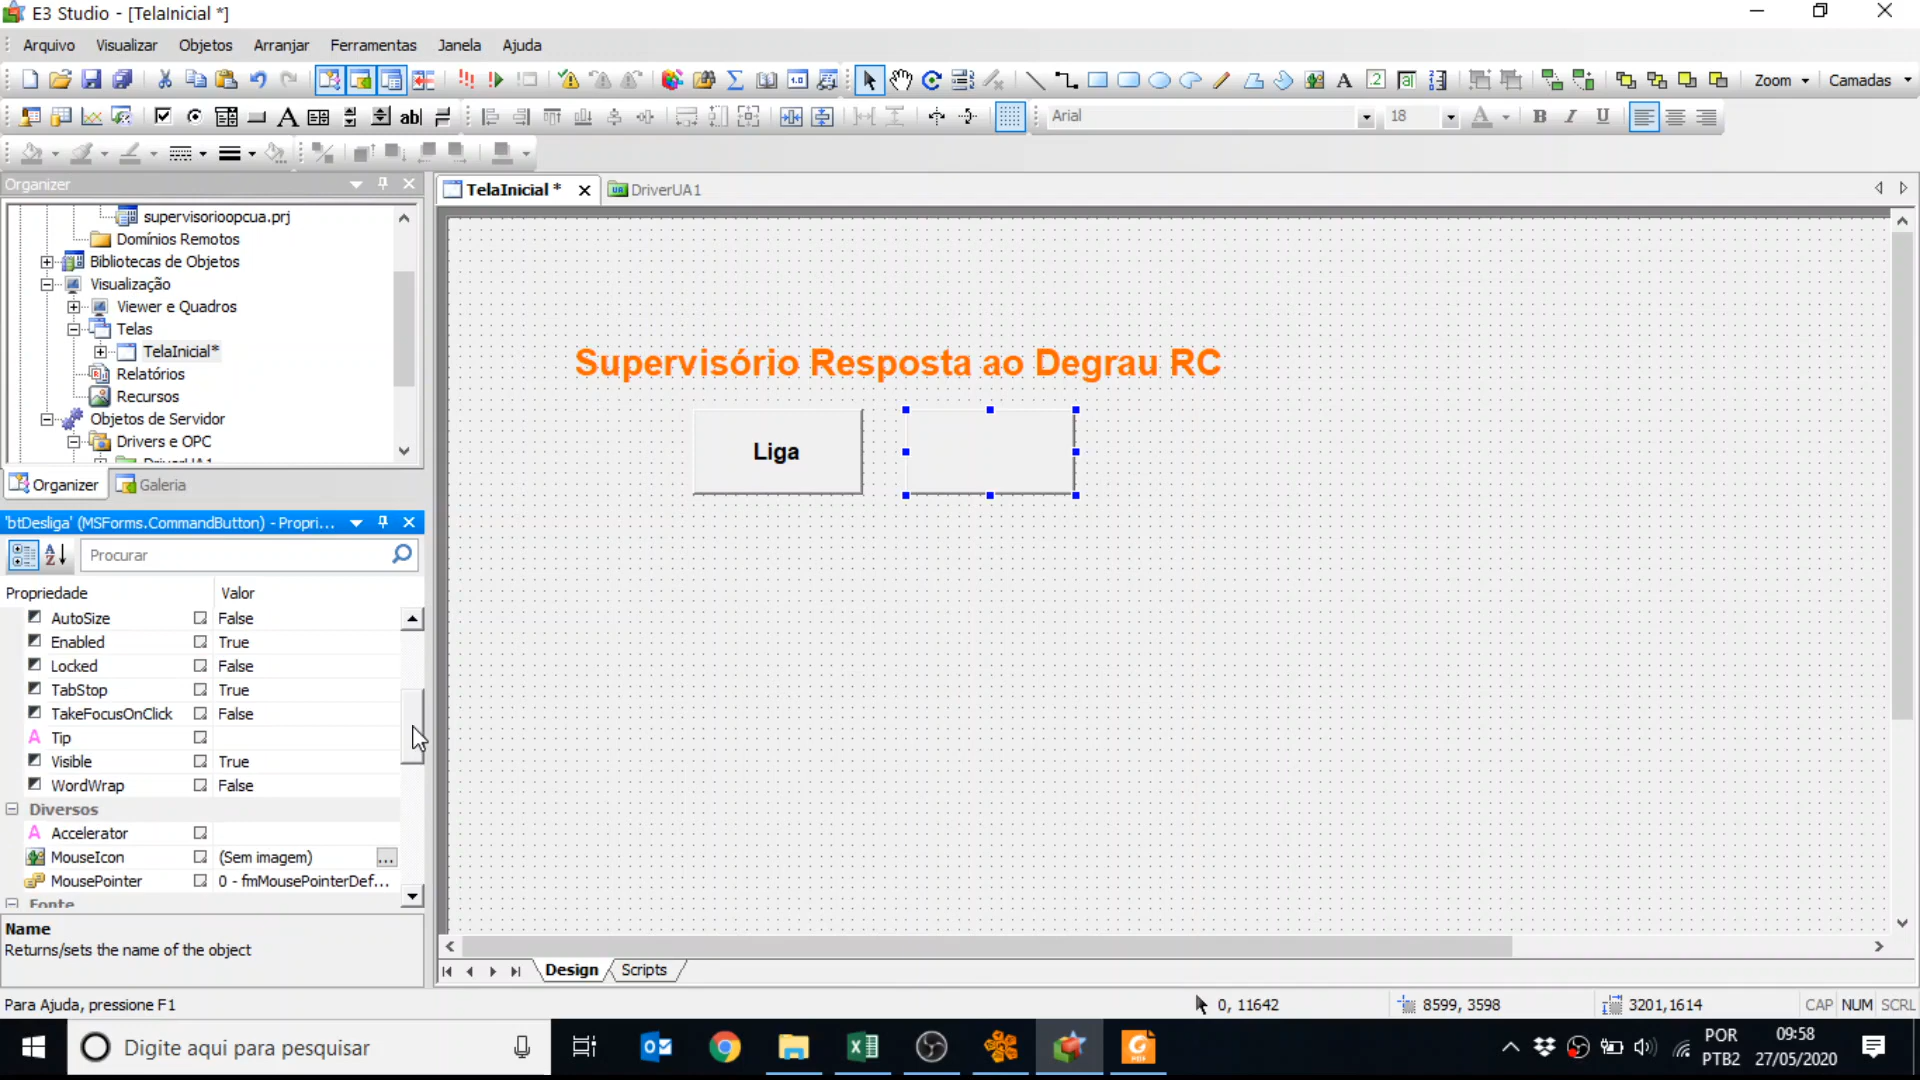 E3 Studio - [TelaInicial *]
Arquivo Visualizar Objetos Arranjar Ferramentas Janela Ajuda
Zoom Camadas
Arial 18
Organizer
TelaInicial * DriverUA1
supervisorioopcua.prj
Domínios Remotos
Bibliotecas de Objetos
Visualização
Viewer e Quadros
Telas
TelaInicial*
Relatórios
Recursos
Objetos de Servidor
Drivers e OPC
DriverUA1
Organizer Galeria
Supervisório Resposta ao Degrau RC
Liga
'btDesliga' (MSForms.CommandButton) - Propri...
Procurar
Propriedade Valor
AutoSize False
Enabled True
Locked False
TabStop True
TakeFocusOnClick False
Tip
Visible True
WordWrap False
Diversos
Accelerator
MouseIcon (Sem imagem) ...
MousePointer 0 - fmMousePointerDef...
Fonte
Name
Returns/sets the name of the object
Design Scripts
Para Ajuda, pressione F1
0, 11642 8599, 3598 3201,1614 CAP NUM SCRL
Digite aqui para pesquisar
POR
PTB2
09:58
27/05/2020